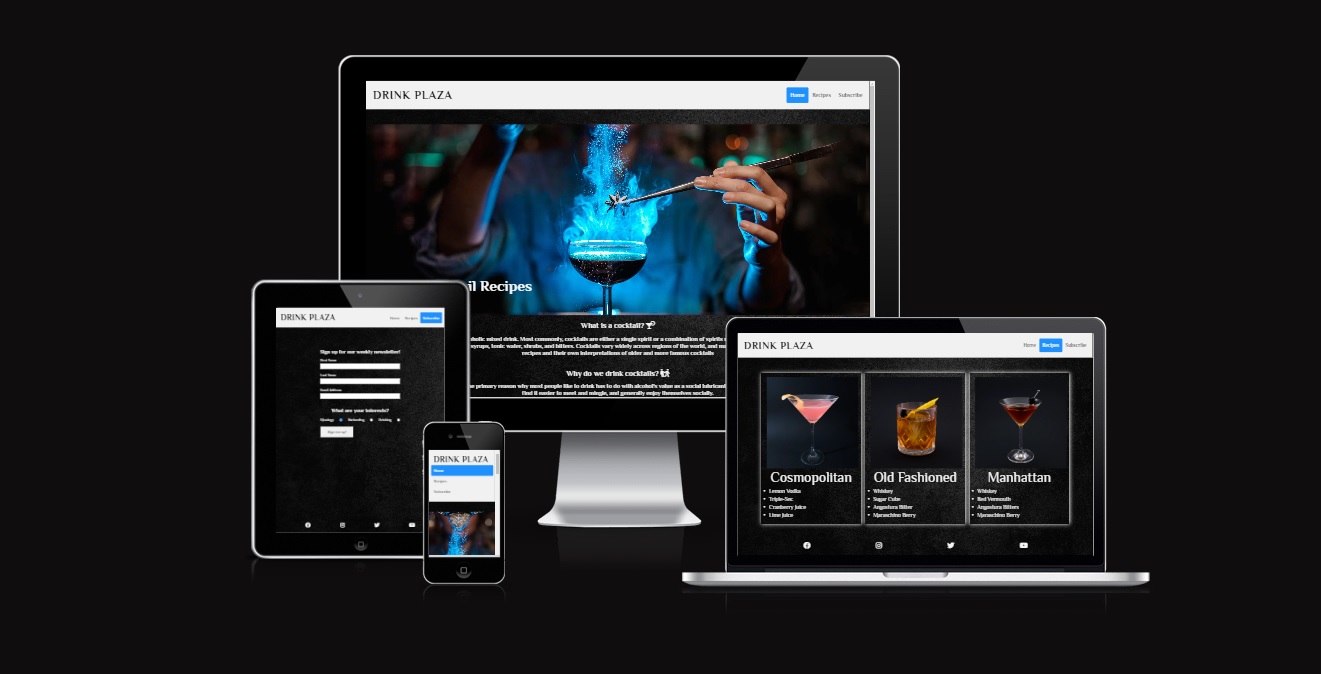 DRINK PLAZA
Home Recipes Subscribe
il Recipes
What is a cocktail?
holic mixed drink. Most commonly, cocktails are either a single spirit or a combination of spirits
syrups, tonic water, shrubs, and bitters. Cocktails vary widely across regions of the world, and
recipes and their own interpretations of older and more famous cocktails
Why do we drink cocktails?
primary reason why most people like to drink has to do with alcohol's value as a social lubricant
find it easier to meet and mingle, and generally enjoy themselves socially.
DRINK PLAZA
Home Recipes Subscribe
Sign up for our weekly newsletter!
First Name
Last Name
Email Address
What are your interests?
Mixology Bartending Drinking
Sign me up!
DRINK PLAZA
Home
Recipes
Subscribe
DRINK PLAZA
Home Recipes Subscribe
Cosmopolitan
Lemon Vodka
Triple-Sec
Cranberry Juice
Lime Juice
Old Fashioned
Whiskey
Sugar Cube
Angostura Bitter
Maraschino Berry
Manhattan
Whiskey
Red Vermouth
Angostura Bitters
Maraschino Berry